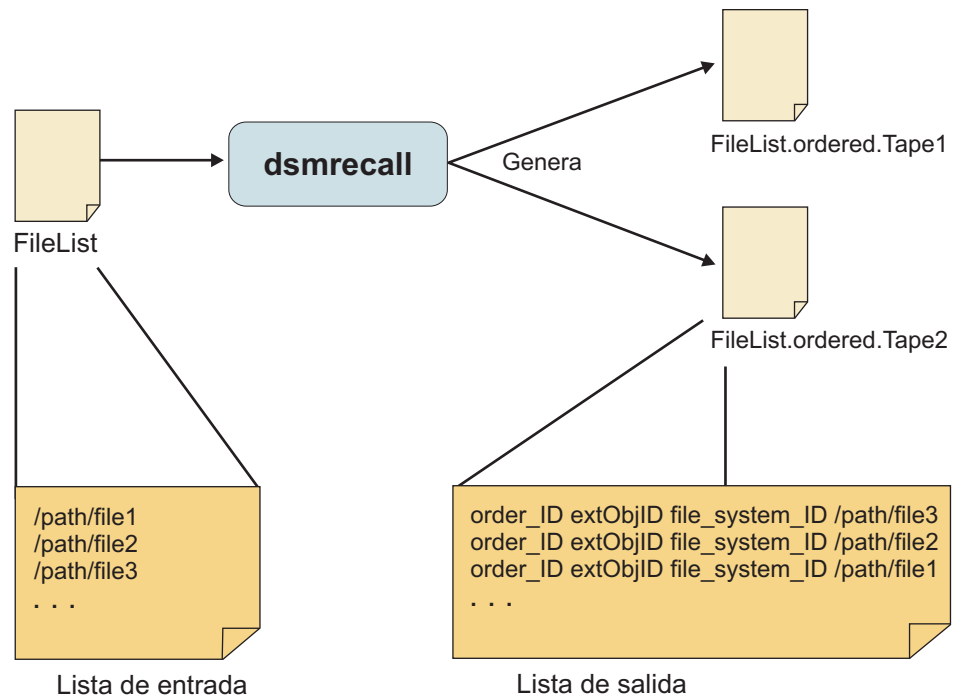 FileList.ordered.Tape1
dsmrecall
Genera
FileList
FileList.ordered.Tape2
/path/file1
/path/file2
/path/file3
. . .
order_ID extObjID file_system_ID /path/file3
order_ID extObjID file_system_ID /path/file2
order_ID extObjID file_system_ID /path/file1
. . .
Lista de entrada
Lista de salida